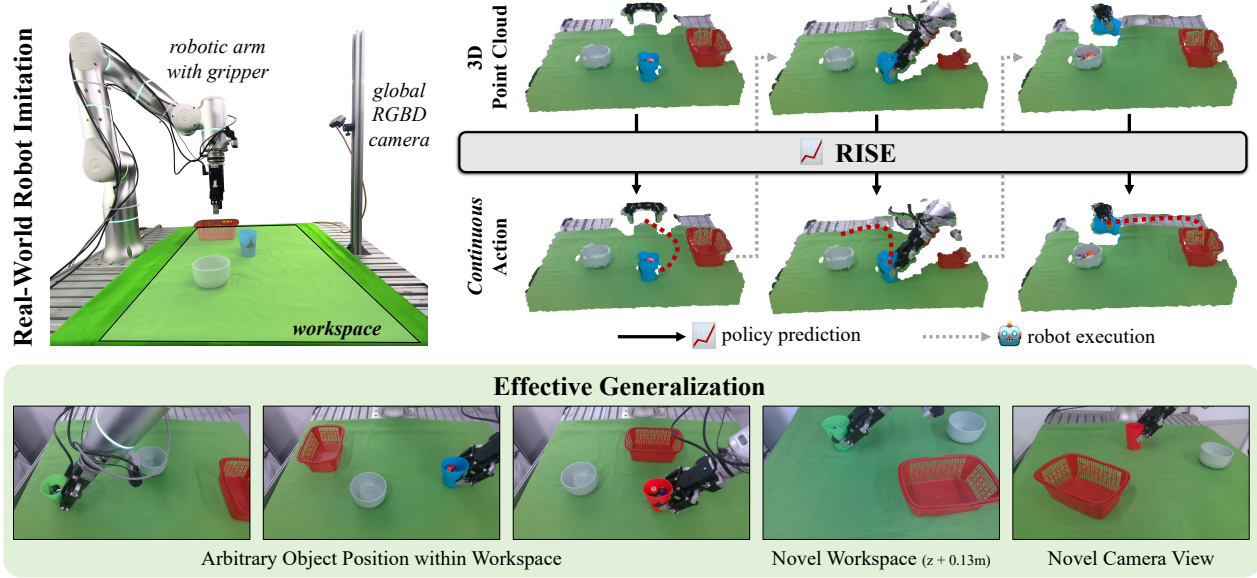 Real-World Robot Imitation
robotic arm
with gripper
global
RGBD
camera
workspace
3D
Point Cloud
RISE
Continuous
Action
policy prediction
robot execution
Effective Generalization
Arbitrary Object Position within Workspace
Novel Workspace (z + 0.13m)
Novel Camera View